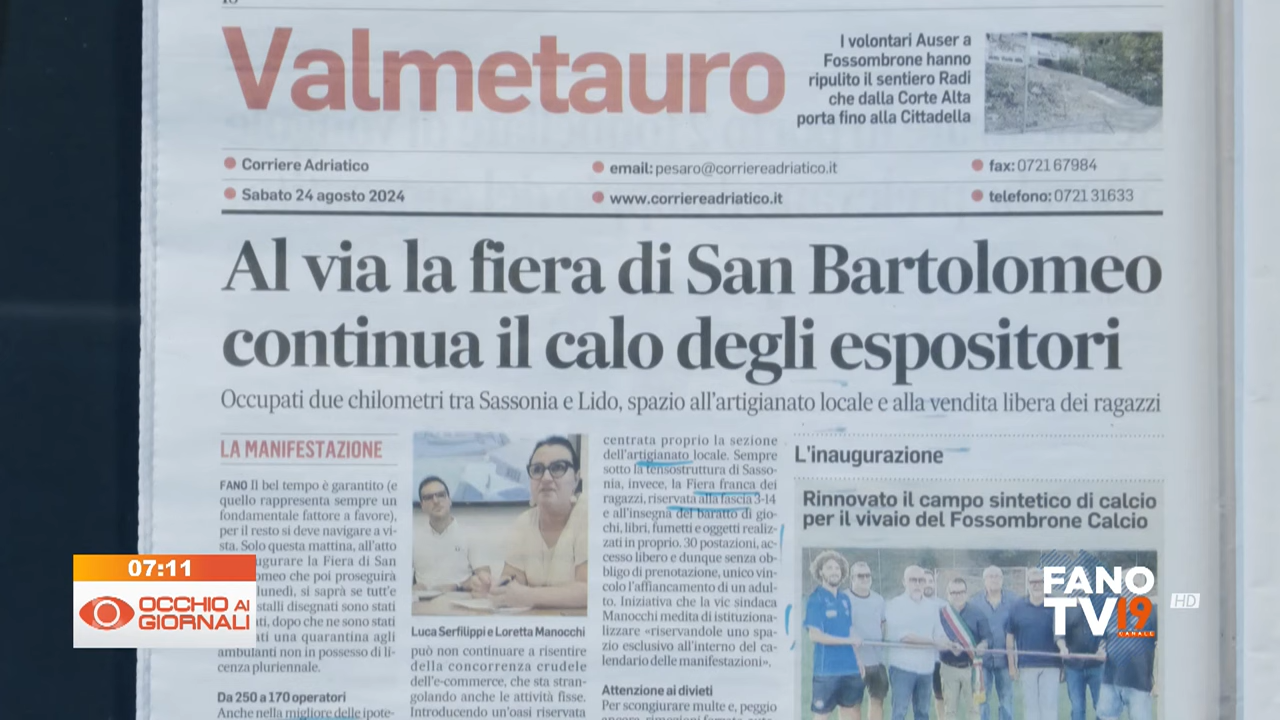 Valmetauro
I volontari Auser a
Fossombrone hanno
ripulito il sentiero Radi
che dalla Corte Alta
porta fino alla Cittadella
Corriere Adriatico
email: pesaro@corriereadriatico.it
fax: 0721 67984
Sabato 24 agosto 2024
www.corriereadriatico.it
telefono: 0721 31633
Al via la fiera di San Bartolomeo
continua il calo degli espositori
Occupati due chilometri tra Sassonia e Lido, spazio all'artigianato locale e alla vendita libera dei ragazzi
LA MANIFESTAZIONE
FANO Il bel tempo è garantito (e
quello rappresenta sempre un
fondamentale fattore a favore),
per il resto si deve navigare a vi-
sta. Solo questa mattina, all'atto
ugurare la Fiera di San
omeo che poi proseguirà
unedì, si saprà se tutt'e
talli disegnati sono stati
ti, dopo che ne sono stati
ti una quarantina agli
ambulanti non in possesso di li-
cenza pluriennale.
Da 250 a 170 operatori
Anche nella migliore delle ipote-
Luca Serfilippi e Loretta Manocchi
può non continuare a risentire
della concorrenza crudele
dell'e-commerce, che sta stran-
golando anche le attività fisse.
Introducendo un'oasi riservata
centrata proprio la sezione
dell'artigianato locale. Sempre
sotto la tensostruttura di Sasso-
nia, invece, la Fiera franca dei
ragazzi, riservata alla fascia 3-14
e all'insegna del baratto di gio-
chi, libri, fumetti e oggetti realiz-
zati in proprio. 30 postazioni, ac-
cesso libero e dunque senza ob-
bligo di prenotazione, unico vin-
colo l'affiancamento di un adul-
to. Iniziativa che la vic sindaca
Manocchi medita di istituziona-
lizzare «riservandole uno spa-
zio esclusivo all'interno del ca-
lendario delle manifestazioni».
Attenzione ai divieti
Per scongiurare multe e, peggio
L'inaugurazione
Rinnovato il campo sintetico di calcio
per il vivaio del Fossombrone Calcio
07:11
OCCHIO AI
GIORNALI
FANO
TV19
CANALE
HD